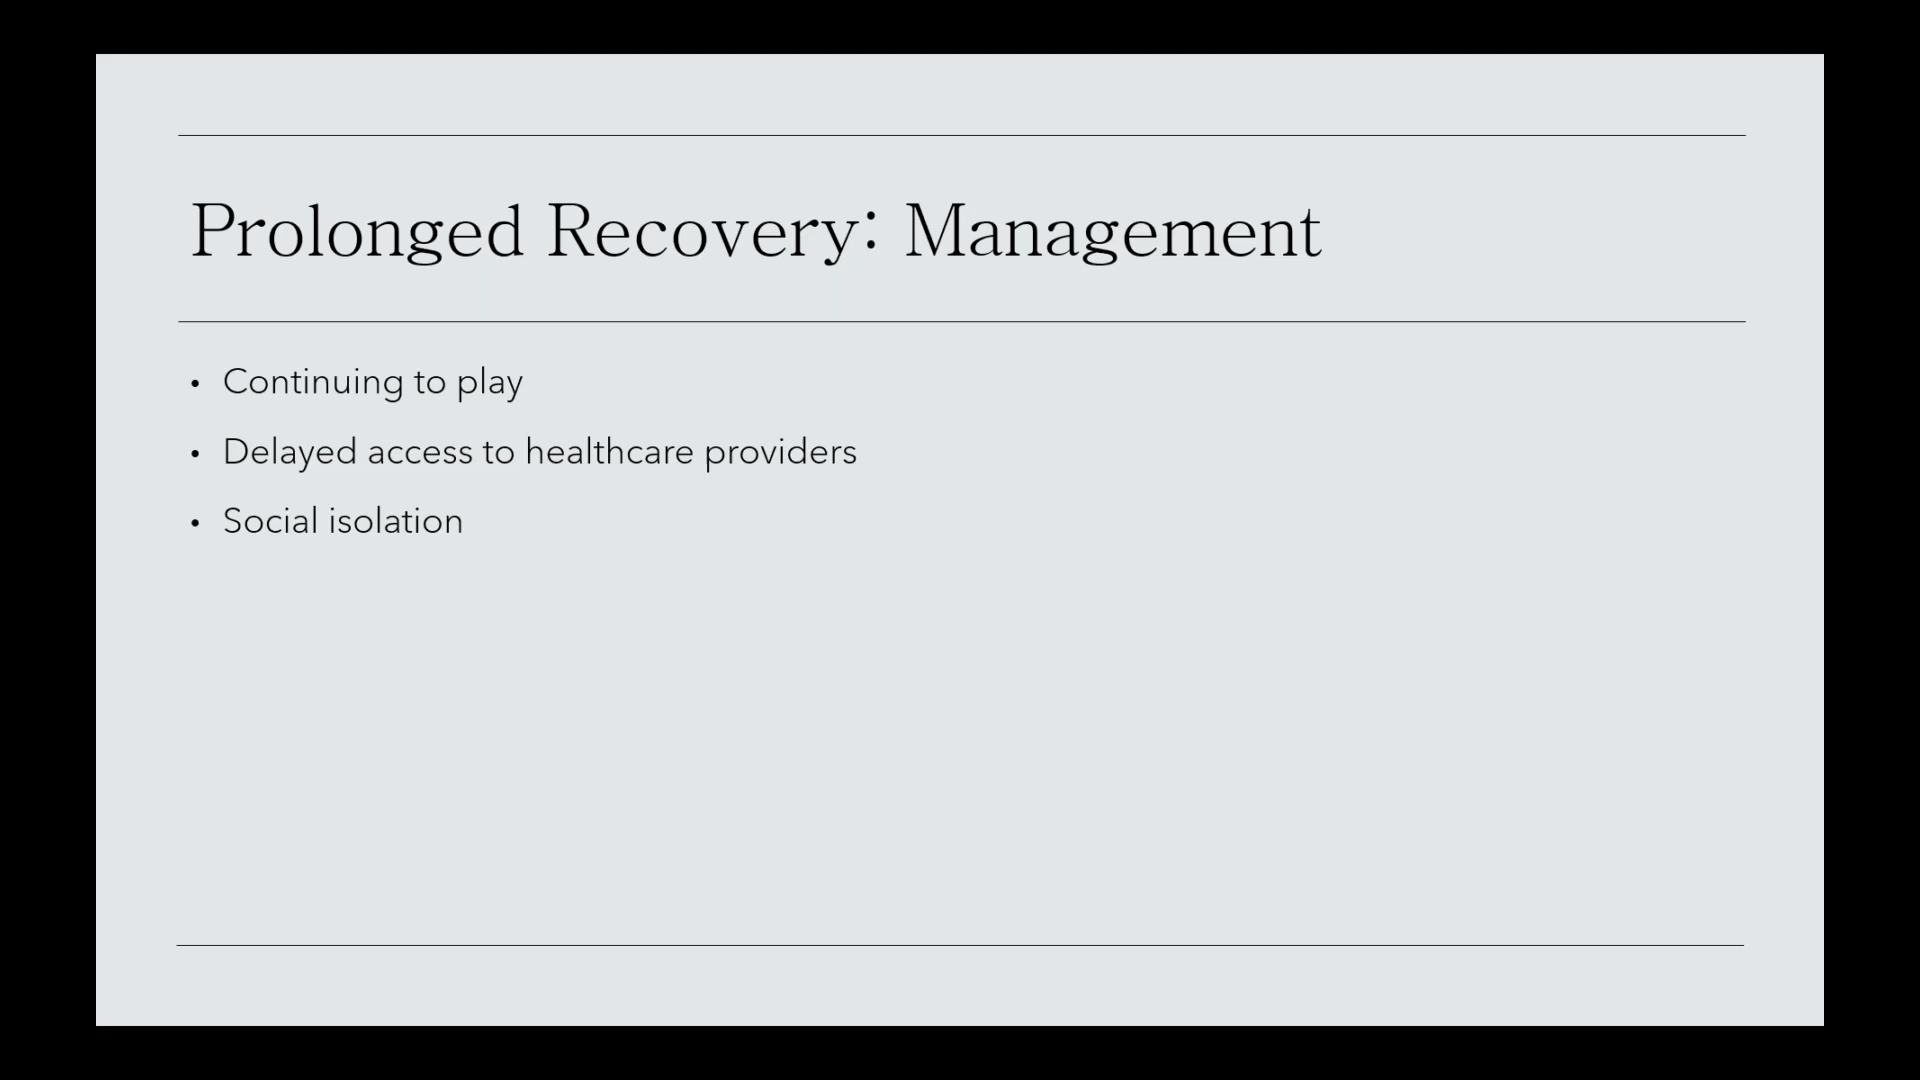 Prolonged Recovery: Management
• Continuing to play
• Delayed access to healthcare providers
• Social isolation